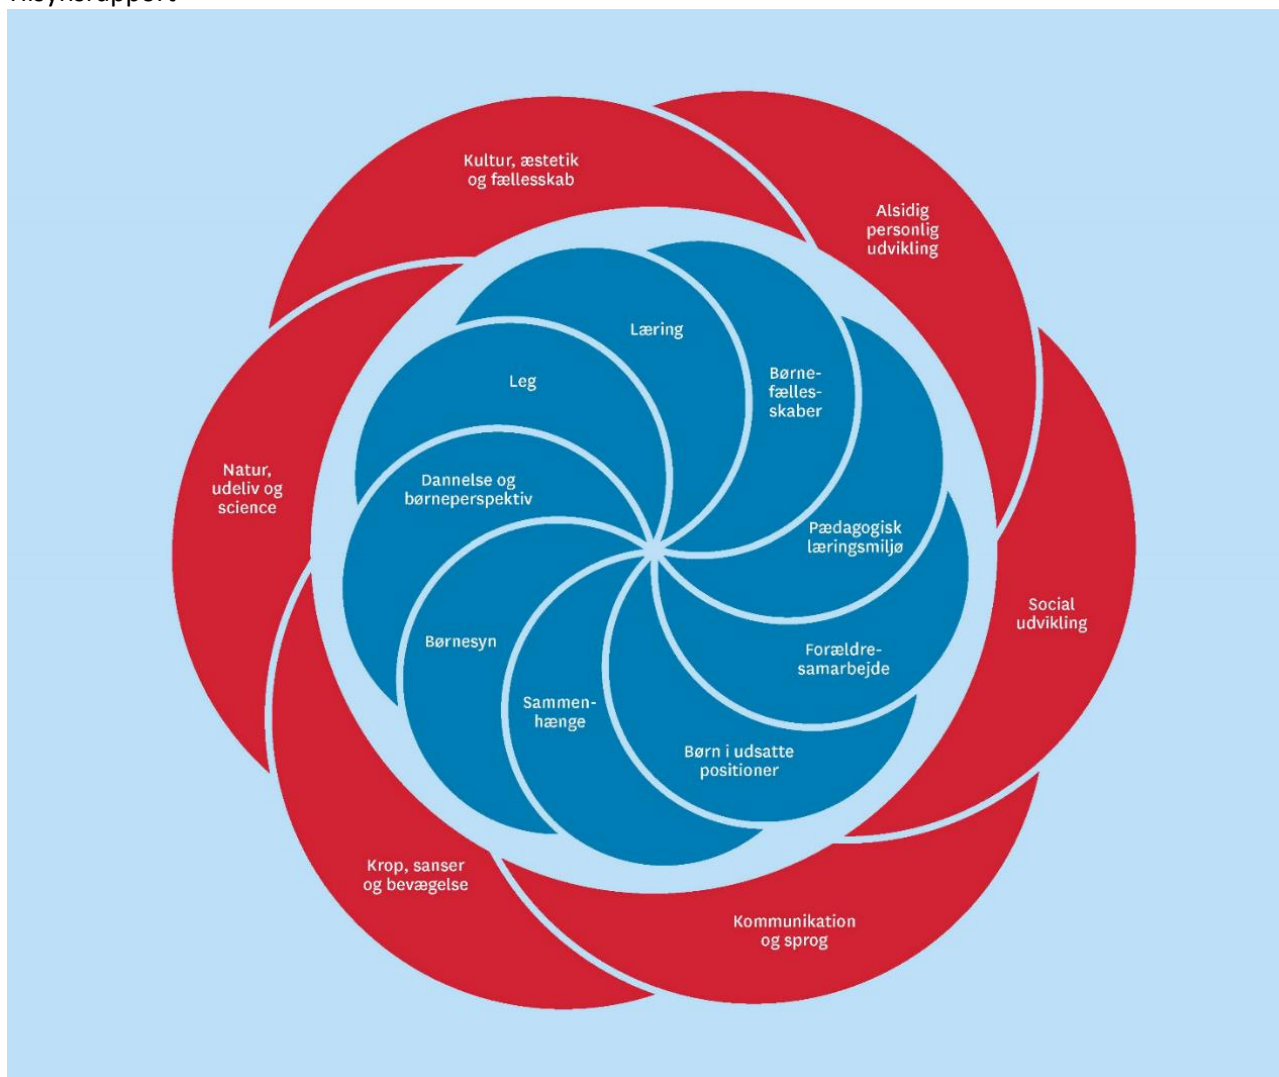 Kultur, æstetik
og fællesskab
Alsidig
personlig
udvikling
Læring
Børne-
fælles-
skaber
Leg
Natur,
udeliv og
science
Dannelse og
børneperspektiv
Pædagogisk
læringsmiljø
Social
udvikling
Børnesyn
Forældre-
samarbejde
Sammen-
hænge
Børn i udsatte
positioner
Krop, sanser
og bevægelse
Kommunikation
og sprog